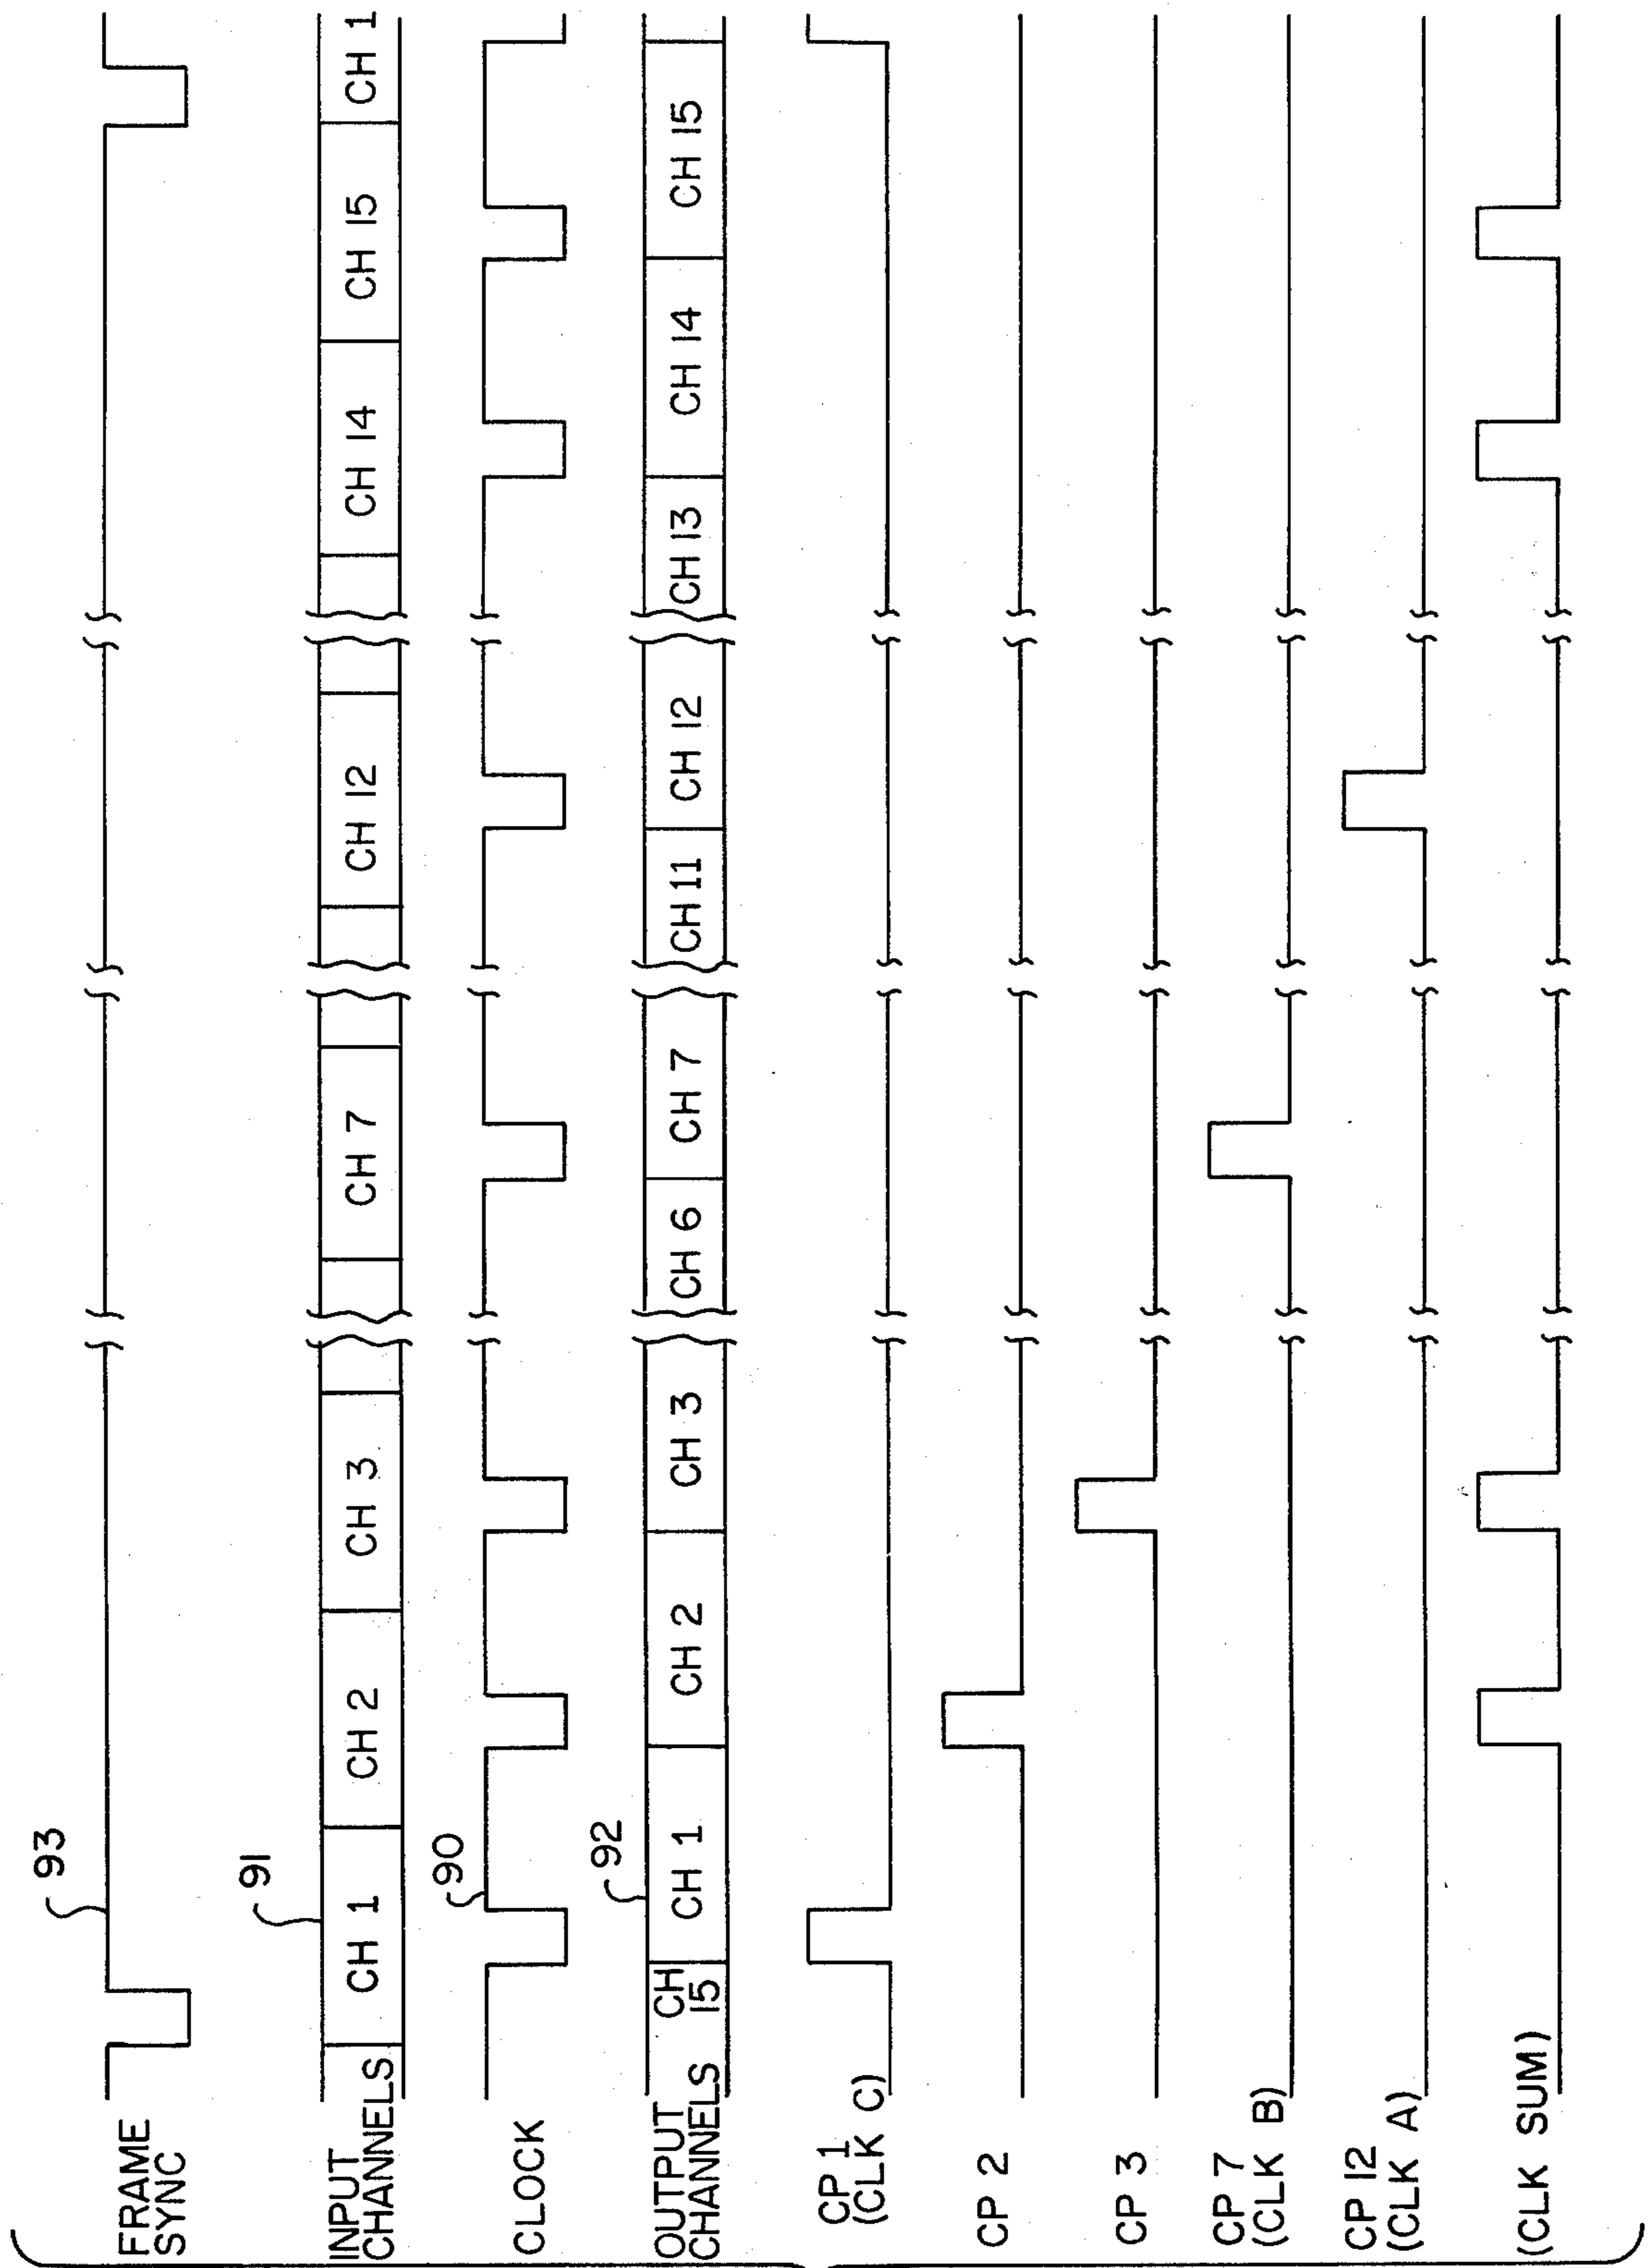 93
FRAME
SYNC
91
INPUT
CHANNELS
CH 1
CH 2
CH 3
CH 7
CH 12
CH 14
CH 15
CH 1
90
CLOCK
92
OUTPUT
CHANNELS
CH
15
CH 1
CH 2
CH 3
CH 6
CH 7
CH 11
CH 12
CH 13
CH 14
CH 15
CP 1
(CLK C)
CP 2
CP 3
CP 7
(CLK B)
CP 12
(CLK A)
(CLK SUM)